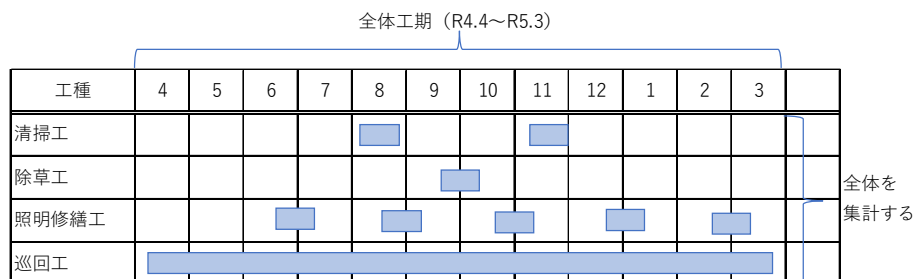 全体工期（R4.4～R5.3）
工種 4 5 6 7 8 9 10 11 12 1 2 3
清掃工
除草工
照明修繕工
巡回工
全体を
集計する